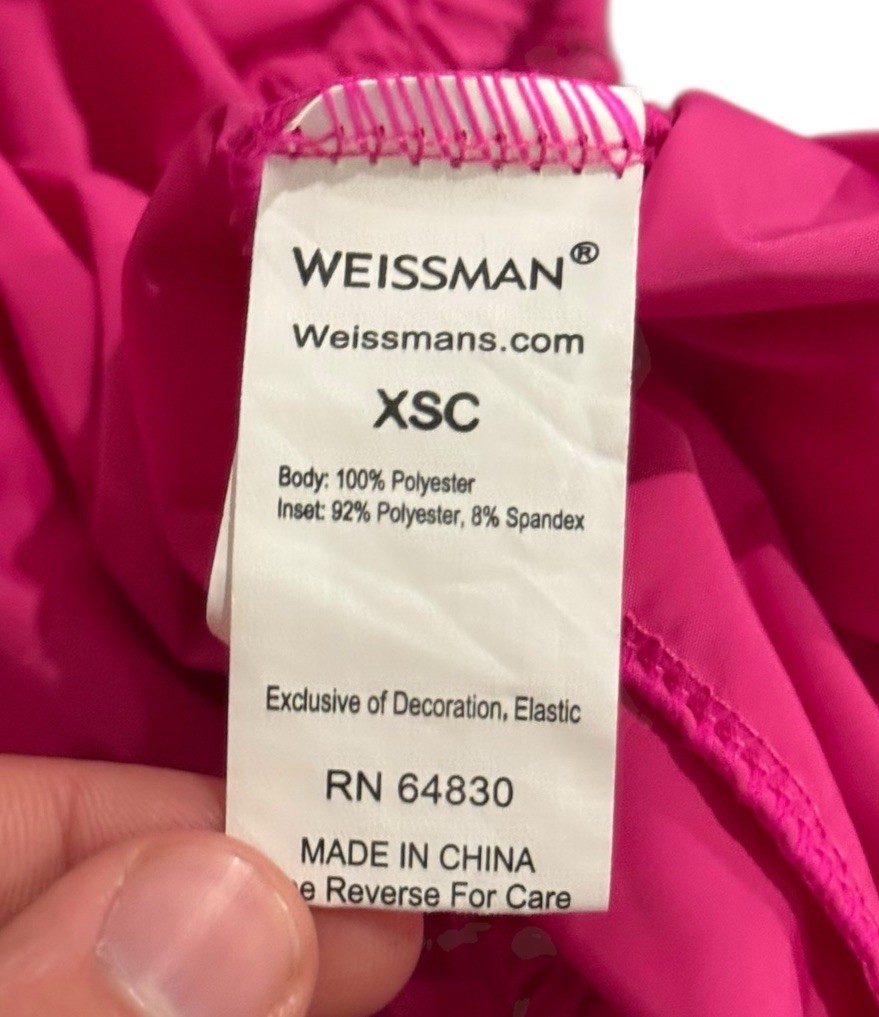 WEISSMAN®
Weissmans.com
XSC
Body: 100% Polyester
Inset: 92% Polyester, 8% Spandex
Exclusive of Decoration, Elastic
RN 64830
MADE IN CHINA
Reverse For Care